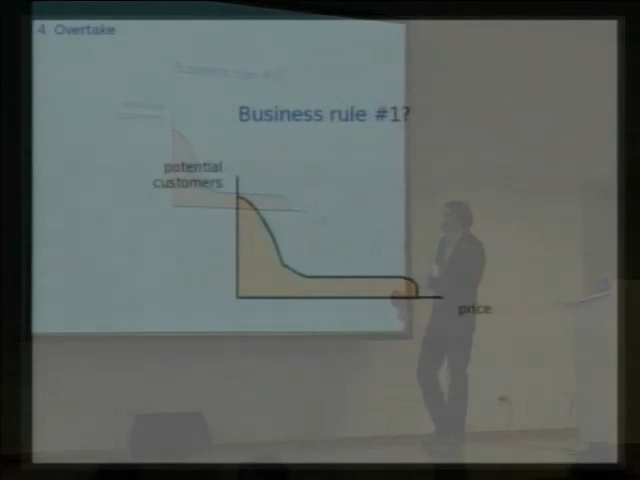 4. Overtake
Business rule #1?
potential
customers
price